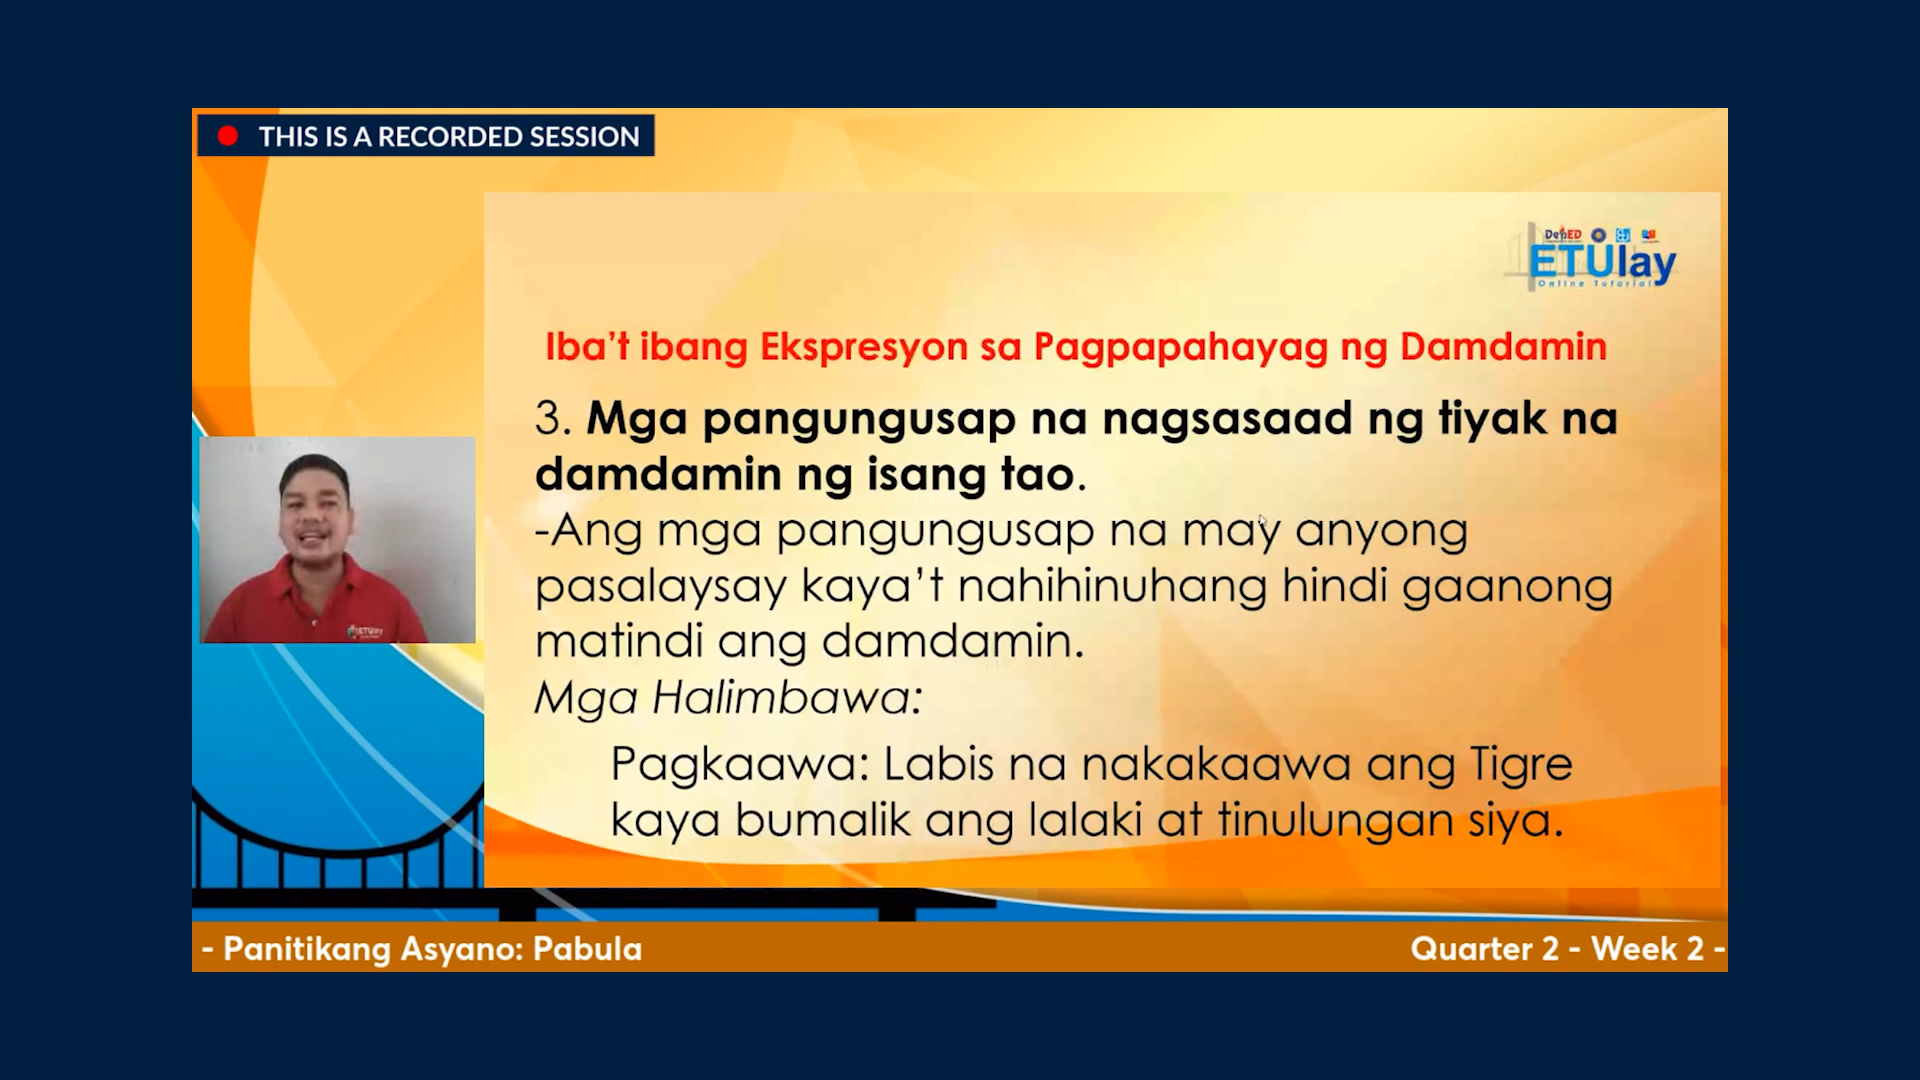 THIS IS A RECORDED SESSION
DepED
ETUlay
Online Tutorial
Iba't ibang Ekspresyon sa Pagpapahayag ng Damdamin
3. Mga pangungusap na nagsasaad ng tiyak na
damdamin ng isang tao.
-Ang mga pangungusap na may anyong
pasalaysay kaya't nahihinuhang hindi gaanong
matindi ang damdamin.
Mga Halimbawa:
Pagkaawa: Labis na nakakaawa ang Tigre
kaya bumalik ang lalaki at tinulungan siya.
ETUlay
- Panitikang Asyano: Pabula
Quarter 2 - Week 2 -